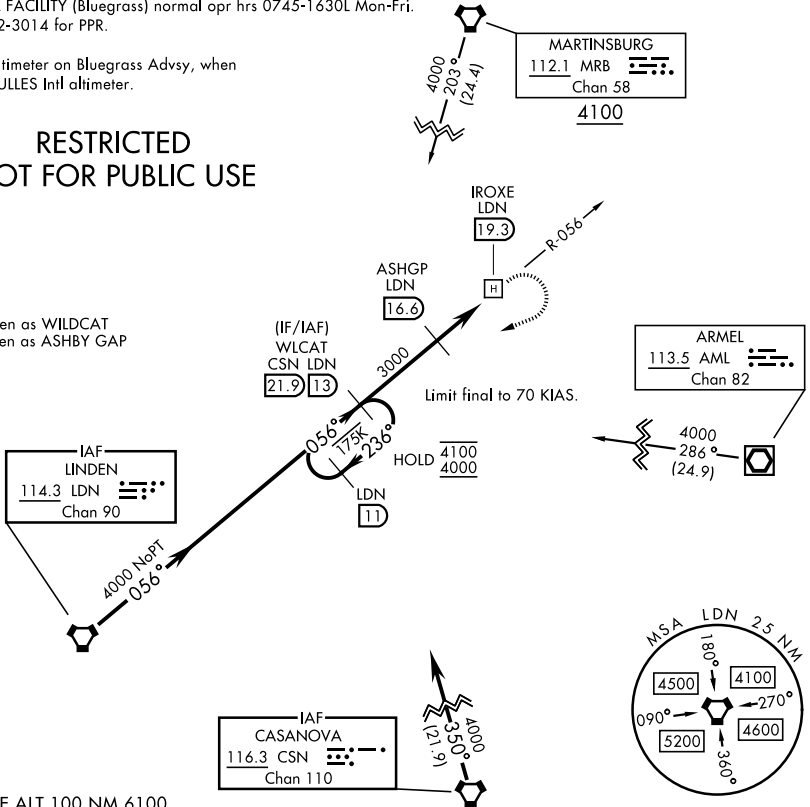 FACILITY (Bluegrass) normal opr hrs 0745-1630L Mon-Fri.
2-3014 for PPR.
timeter on Bluegrass Advsy, when
ULLES Intl altimeter.
RESTRICTED
OT FOR PUBLIC USE
4000
203°
(24.4)
MARTINSBURG
112.1 MRB
Chan 58
4100
IROXE
LDN
19.3
R-056
H
ASHGP
LDN
16.6
en as WILDCAT
en as ASHBY GAP
(IF/IAF)
WLCAT
CSN LDN
21.9 13
3000
Limit final to 70 KIAS.
ARMEL
113.5 AML
Chan 82
056°
175K
236°
HOLD 4100
4000
4000
286°
(24.9)
IAF
LINDEN
114.3 LDN
Chan 90
LDN
11
4000 NoPT
056°
MSA LDN 25 NM
180°
4500
4100
090°
270°
5200
4600
360°
IAF
CASANOVA
116.3 CSN
Chan 110
4000
350°
(21.9)
E ALT 100 NM 6100